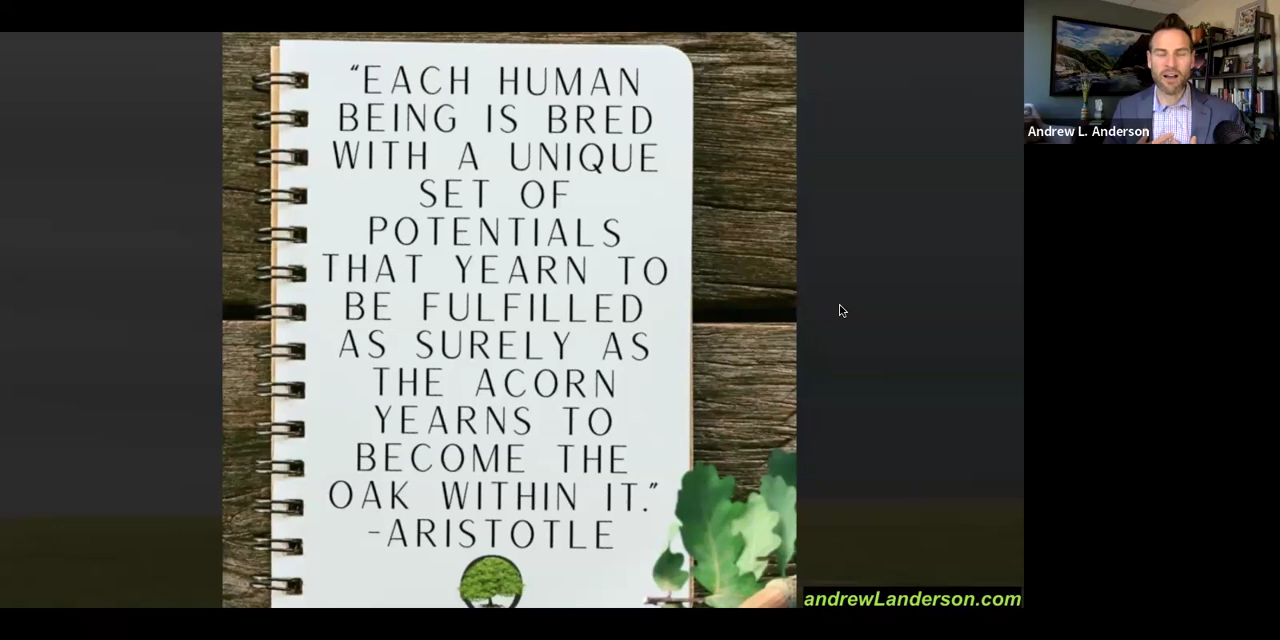 “EACH HUMAN
BEING IS BRED
WITH A UNIQUE
SET OF
POTENTIALS
THAT YEARN TO
BE FULFILLED
AS SURELY AS
THE ACORN
YEARNS TO
BECOME THE
OAK WITHIN IT.”
-ARISTOTLE
Andrew L. Anderson
andrewLanderson.com